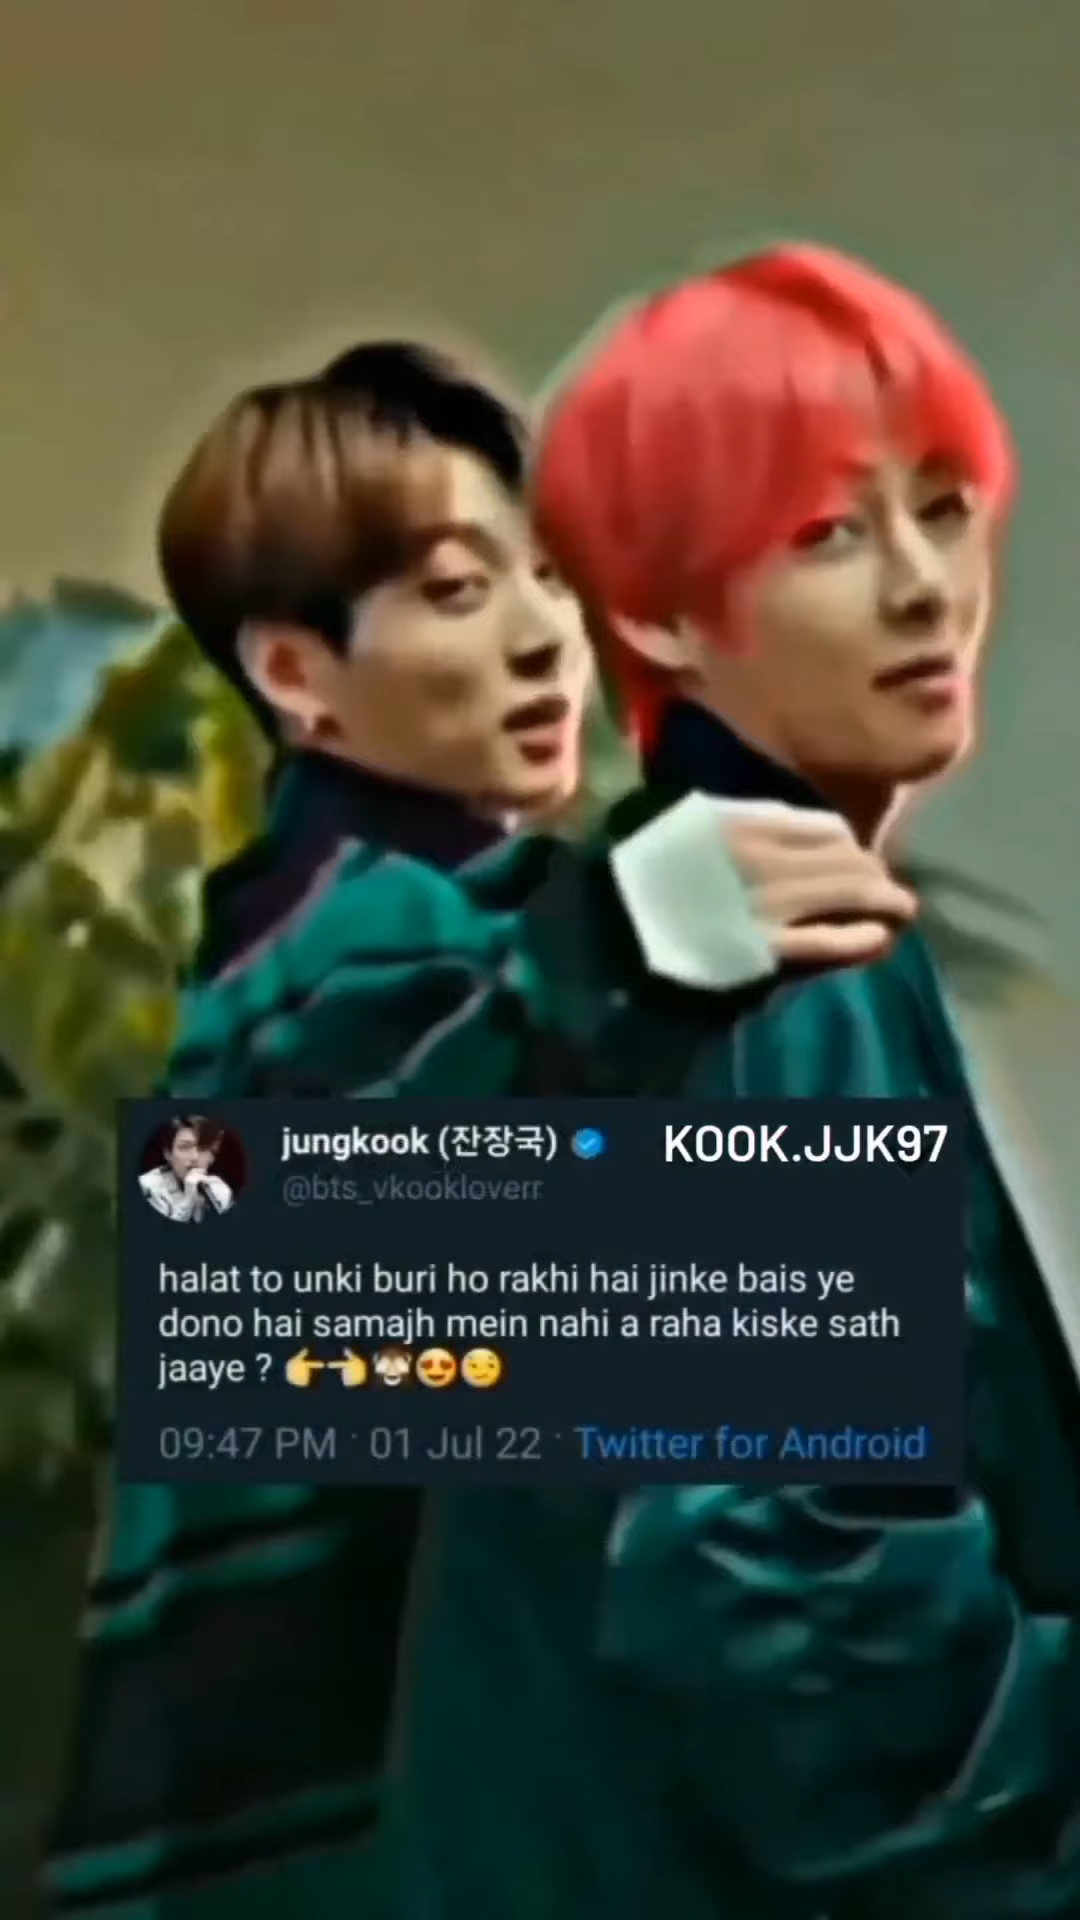 jungkook (잔장국)
KOOK.JJK97
@bts_vkookloverr
halat to unki buri ho rakhi hai jinke bais ye
dono hai samajh mein nahi a raha kiske sath
jaaye ? 👉👈🙈😍😏
09:47 PM · 01 Jul 22 · Twitter for Android